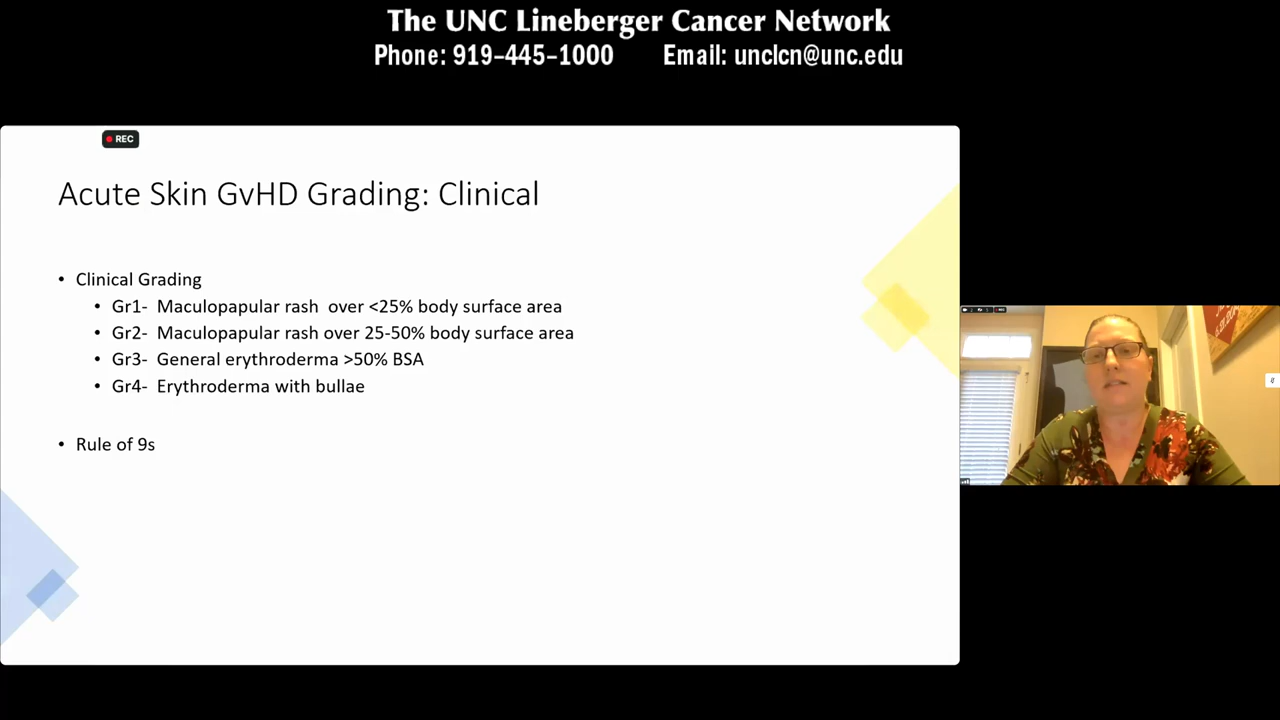 The UNC Lineberger Cancer Network
Phone: 919-445-1000 Email: unclcn@unc.edu
REC
Acute Skin GvHD Grading: Clinical
• Clinical Grading
• Gr1- Maculopapular rash over <25% body surface area
• Gr2- Maculopapular rash over 25-50% body surface area
• Gr3- General erythroderma >50% BSA
• Gr4- Erythroderma with bullae
• Rule of 9s